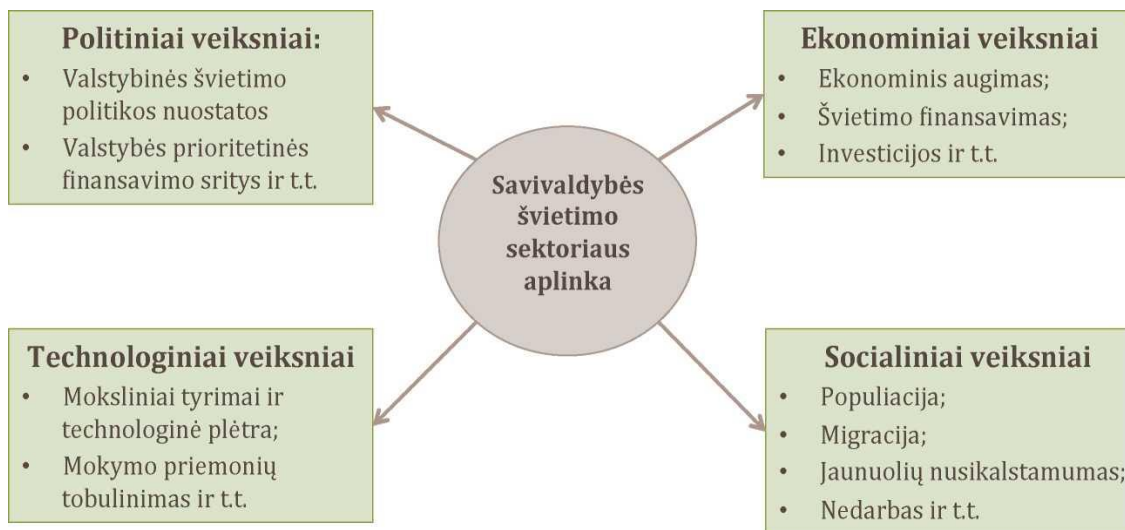 Politiniai veiksniai:
• Valstybinės švietimo
politikos nuostatos
• Valstybės prioritetinės
finansavimo sritys ir t.t.
Ekonominiai veiksniai
• Ekonominis augimas;
• Švietimo finansavimas;
• Investicijos ir t.t.
Savivaldybės
švietimo
sektoriaus
aplinka
Technologiniai veiksniai
• Moksliniai tyrimai ir
technologinė plėtra;
• Mokymo priemonių
tobulinimas ir t.t.
Socialiniai veiksniai
• Populiacija;
• Migracija;
• Jaunuolių nusikalstamumas;
• Nedarbas ir t.t.